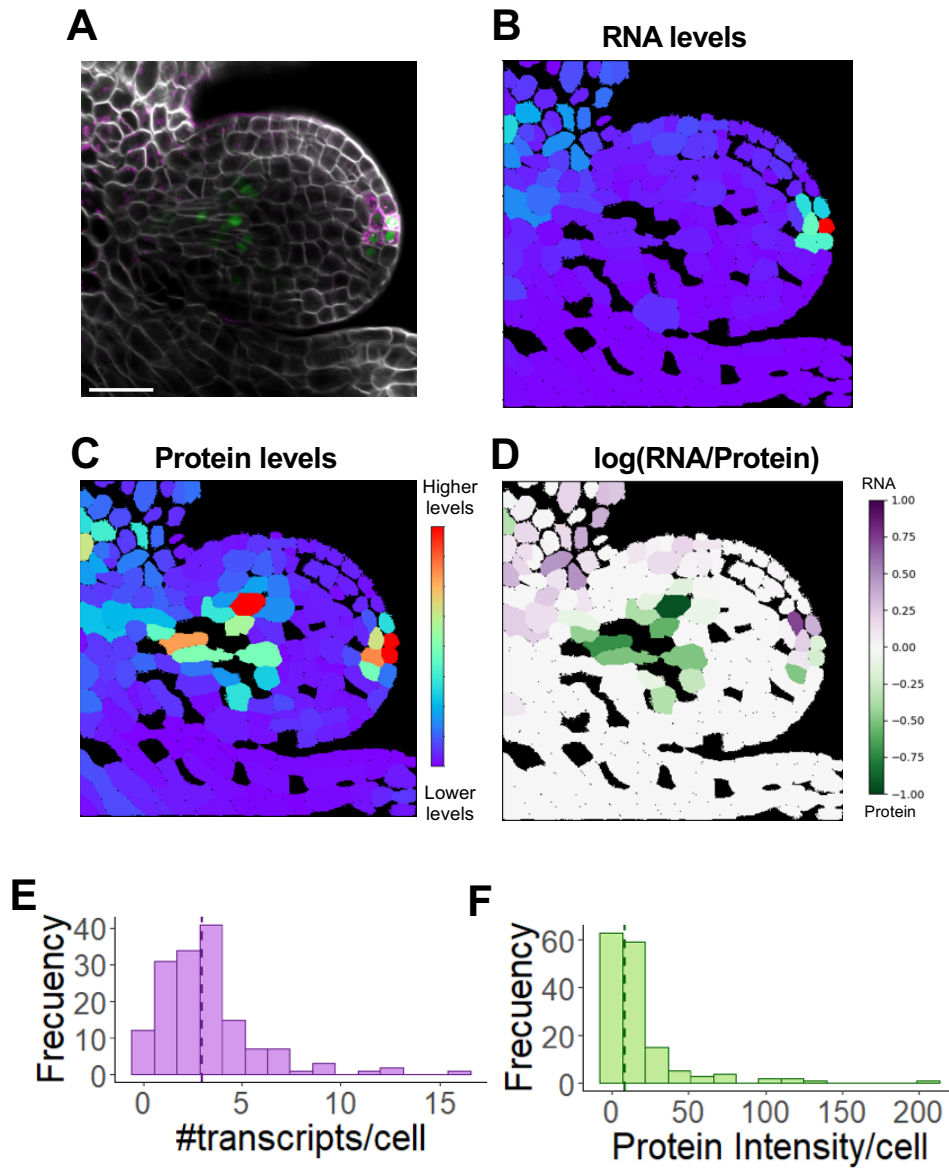 A
B
RNA levels
C
Protein levels
Higher
levels
Lower
levels
D
log(RNA/Protein)
RNA
1.00
0.75
0.50
0.25
0.00
−0.25
−0.50
−0.75
−1.00
Protein
E
Frecuency
40
30
20
10
0
0 5 10 15
#transcripts/cell
F
Frecuency
60
40
20
0
0 50 100 150 200
Protein Intensity/cell